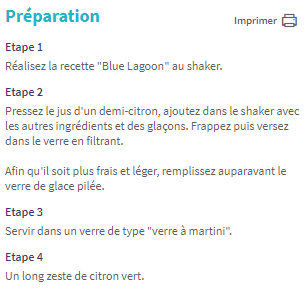 Préparation
Imprimer
Etape 1
Réalisez la recette "Blue Lagoon" au shaker.
Etape 2
Pressez le jus d'un demi-citron, ajoutez dans le shaker avec
les autres ingrédients et des glaçons. Frappez puis versez
dans le verre en filtrant.
Afin qu'il soit plus frais et léger, remplissez auparavant le
verre de glace pilée.
Etape 3
Servir dans un verre de type "verre à martini".
Etape 4
Un long zeste de citron vert.